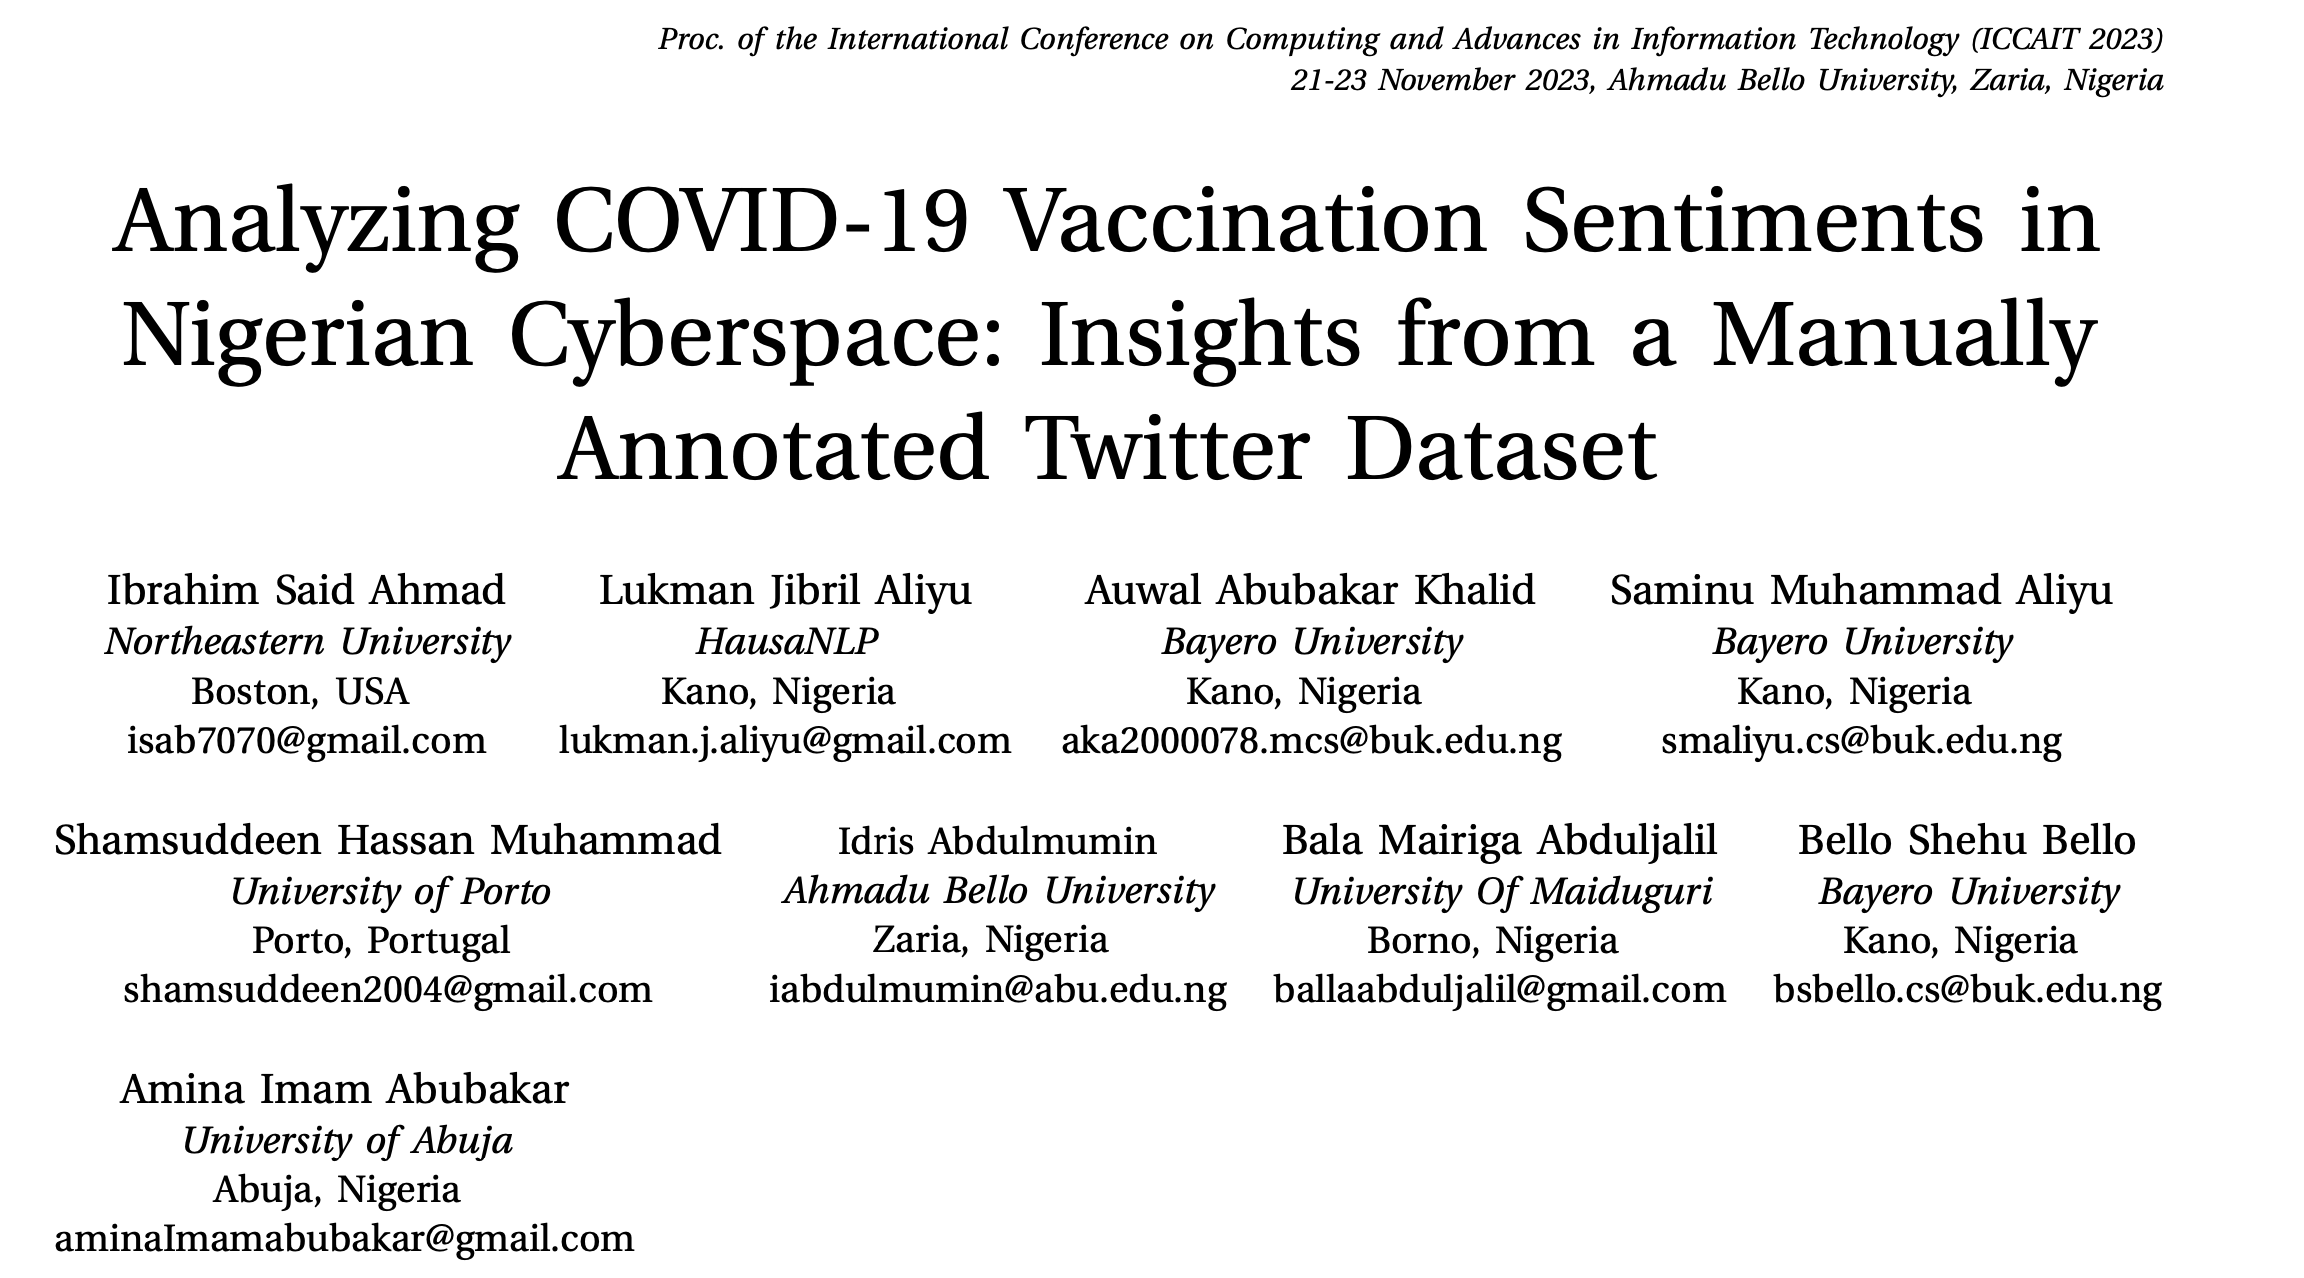 Proc. of the International Conference on Computing and Advances in Information Technology (ICCAIT 2023)
21-23 November 2023, Ahmadu Bello University, Zaria, Nigeria
Analyzing COVID-19 Vaccination Sentiments in
Nigerian Cyberspace: Insights from a Manually
Annotated Twitter Dataset
Ibrahim Said Ahmad
Northeastern University
Boston, USA
isab7070@gmail.com
Lukman Jibril Aliyu
HausaNLP
Kano, Nigeria
lukman.j.aliyu@gmail.com
Auwal Abubakar Khalid
Bayero University
Kano, Nigeria
aka2000078.mcs@buk.edu.ng
Saminu Muhammad Aliyu
Bayero University
Kano, Nigeria
smaliyu.cs@buk.edu.ng
Shamsuddeen Hassan Muhammad
University of Porto
Porto, Portugal
shamsuddeen2004@gmail.com
Idris Abdulmumin
Ahmadu Bello University
Zaria, Nigeria
iabdulmumin@abu.edu.ng
Bala Mairiga Abduljalil
University Of Maiduguri
Borno, Nigeria
ballaabduljalil@gmail.com
Bello Shehu Bello
Bayero University
Kano, Nigeria
bsbello.cs@buk.edu.ng
Amina Imam Abubakar
University of Abuja
Abuja, Nigeria
aminaImamabubakar@gmail.com